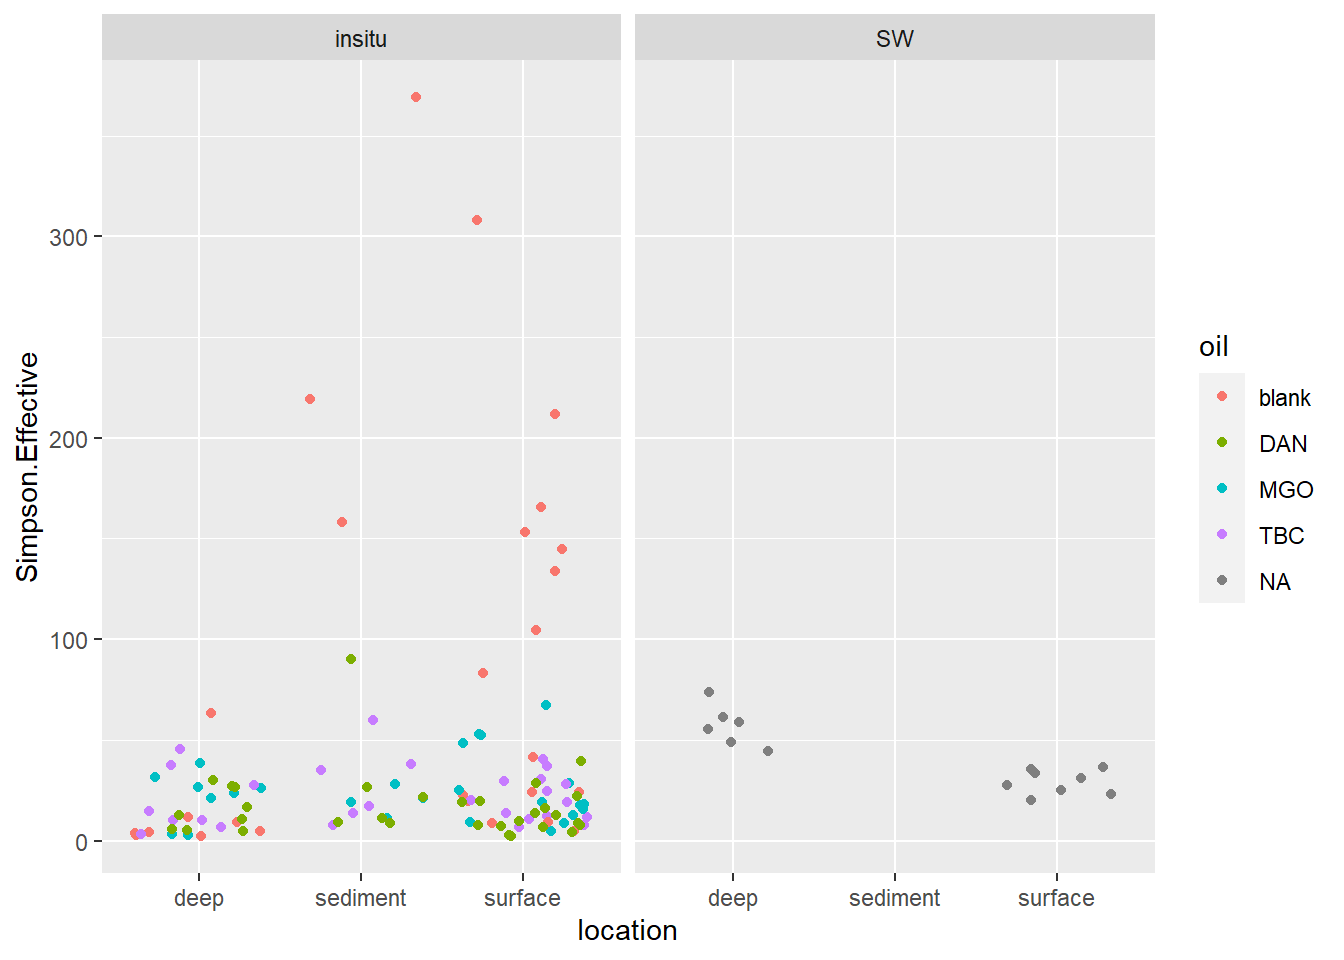 insitu
SW
300
200
100
0
Simpson.Effective
deep
sediment
surface
deep
sediment
surface
location
oil
blank
DAN
MGO
TBC
NA